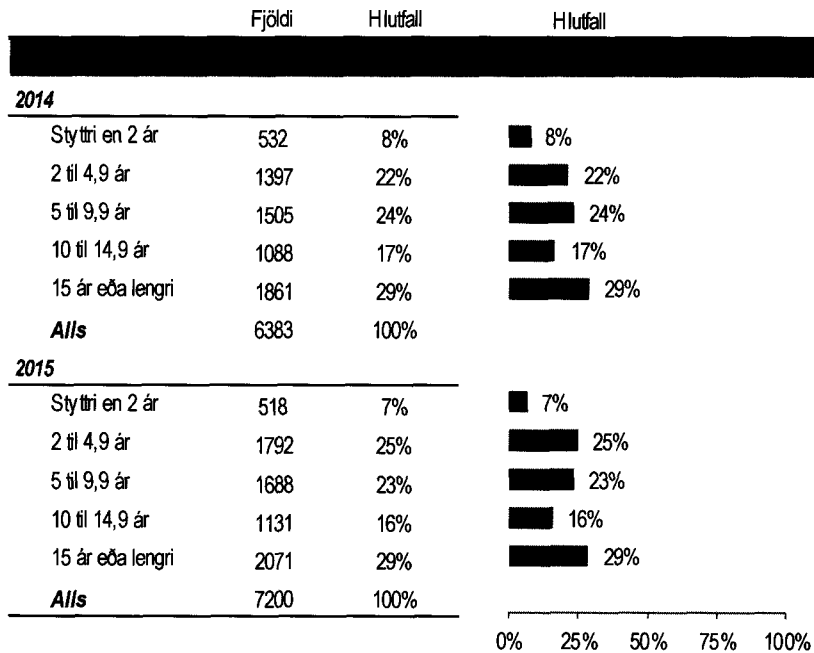 Fjöldi Hlutfall Hlutfall
2014
Styttri en 2 ár 532 8% 8%
2 til 4,9 ár 1397 22% 22%
5 til 9,9 ár 1505 24% 24%
10 til 14,9 ár 1088 17% 17%
15 ár eða lengri 1861 29% 29%
Alls 6383 100%
2015
Styttri en 2 ár 518 7% 7%
2 til 4,9 ár 1792 25% 25%
5 til 9,9 ár 1688 23% 23%
10 til 14,9 ár 1131 16% 16%
15 ár eða lengri 2071 29% 29%
Alls 7200 100%
0% 25% 50% 75% 100%